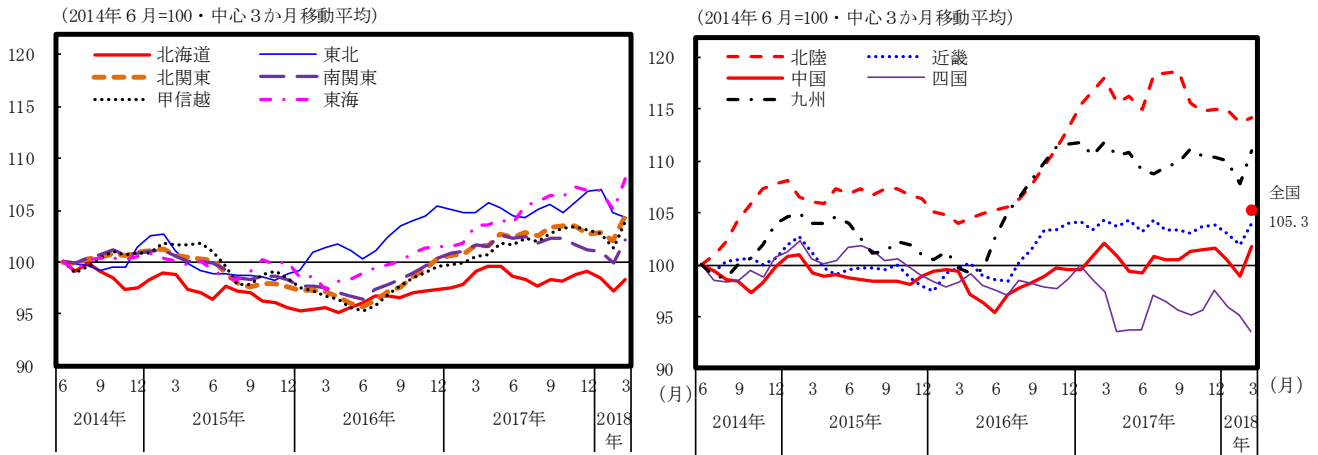 (2014年６月=100・中心３か月移動平均)
北海道 東北
北関東 南関東
甲信越 東海
120
115
110
105
100
95
90
6 9 12 3 6 9 12 3 6 9 12 3 6 9 12 3
(月)
2014年 2015年 2016年 2017年 2018年
(2014年６月=100・中心３か月移動平均)
北陸 近畿
中国 四国
九州
120
115
110
105
100
95
90
全国
105.3
6 9 12 3 6 9 12 3 6 9 12 3 6 9 12 3
(月)
2014年 2015年 2016年 2017年 2018年